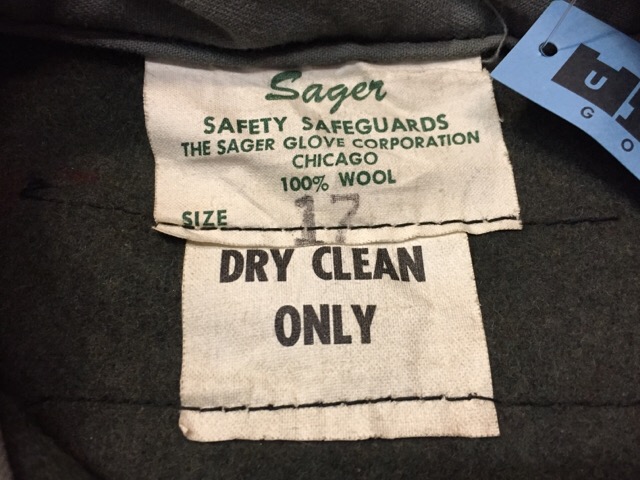 Sager
SAFETY SAFEGUARDS
THE SAGER GLOVE CORPORATION
CHICAGO
100% WOOL
SIZE 17
DRY CLEAN
ONLY